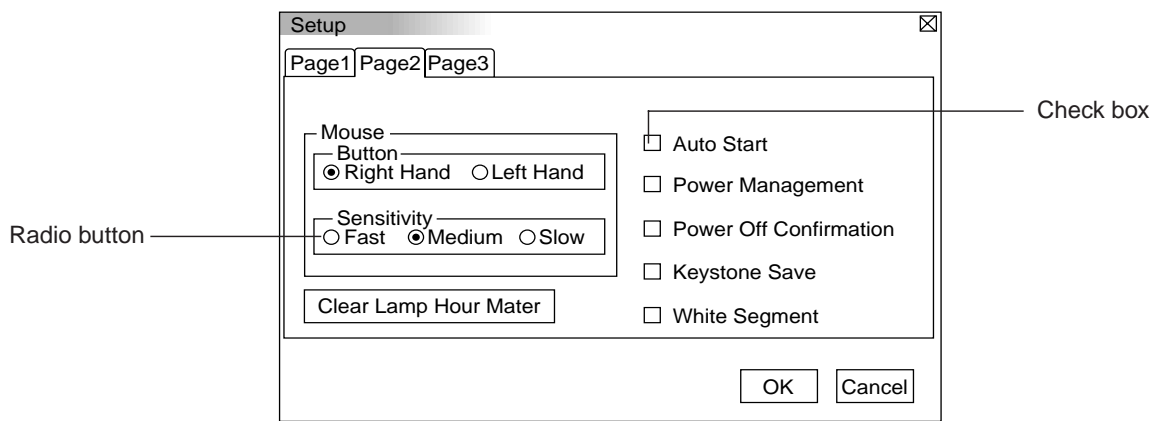 Setup
Page1 Page2 Page3
Check box
Mouse
Button
Right Hand Left Hand
Sensitivity
Fast Medium Slow
Radio button
Clear Lamp Hour Mater
Auto Start
Power Management
Power Off Confirmation
Keystone Save
White Segment
OK Cancel